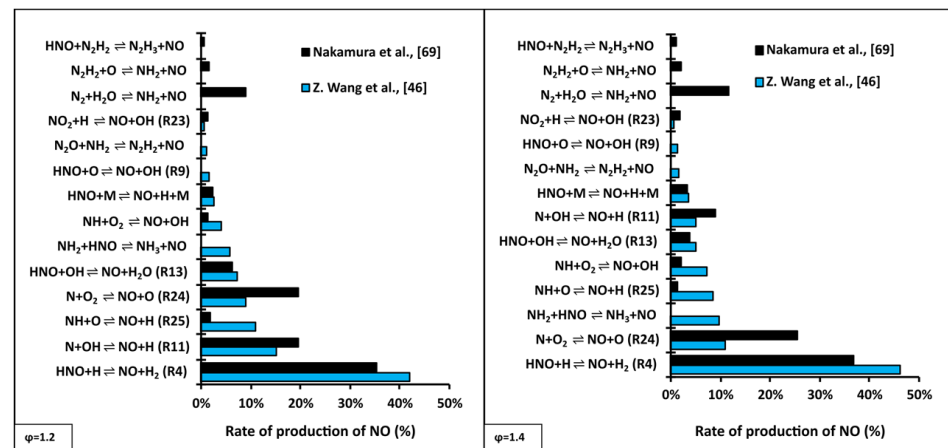 HNO+N₂H₂ ⇌ N₂H₃+NO
N₂H₂+O ⇌ NH₂+NO
N₂+H₂O ⇌ NH₂+NO
NO₂+H ⇌ NO+OH (R23)
N₂O+NH₂ ⇌ N₂H₂+NO
HNO+O ⇌ NO+OH (R9)
HNO+M ⇌ NO+H+M
NH+O₂ ⇌ NO+OH
NH₂+HNO ⇌ NH₃+NO
HNO+OH ⇌ NO+H₂O (R13)
N+O₂ ⇌ NO+O (R24)
NH+O ⇌ NO+H (R25)
N+OH ⇌ NO+H (R11)
HNO+H ⇌ NO+H₂ (R4)
Nakamura et al., [69]
Z. Wang et al., [46]
0% 10% 20% 30% 40% 50%
Rate of production of NO (%)
φ=1.2
HNO+N₂H₂ ⇌ N₂H₃+NO
N₂H₂+O ⇌ NH₂+NO
N₂+H₂O ⇌ NH₂+NO
NO₂+H ⇌ NO+OH (R23)
HNO+O ⇌ NO+OH (R9)
N₂O+NH₂ ⇌ N₂H₂+NO
HNO+M ⇌ NO+H+M
N+OH ⇌ NO+H (R11)
HNO+OH ⇌ NO+H₂O (R13)
NH+O₂ ⇌ NO+OH
NH+O ⇌ NO+H (R25)
NH₂+HNO ⇌ NH₃+NO
N+O₂ ⇌ NO+O (R24)
HNO+H ⇌ NO+H₂ (R4)
Nakamura et al., [69]
Z. Wang et al., [46]
0% 10% 20% 30% 40% 50%
Rate of production of NO (%)
φ=1.4